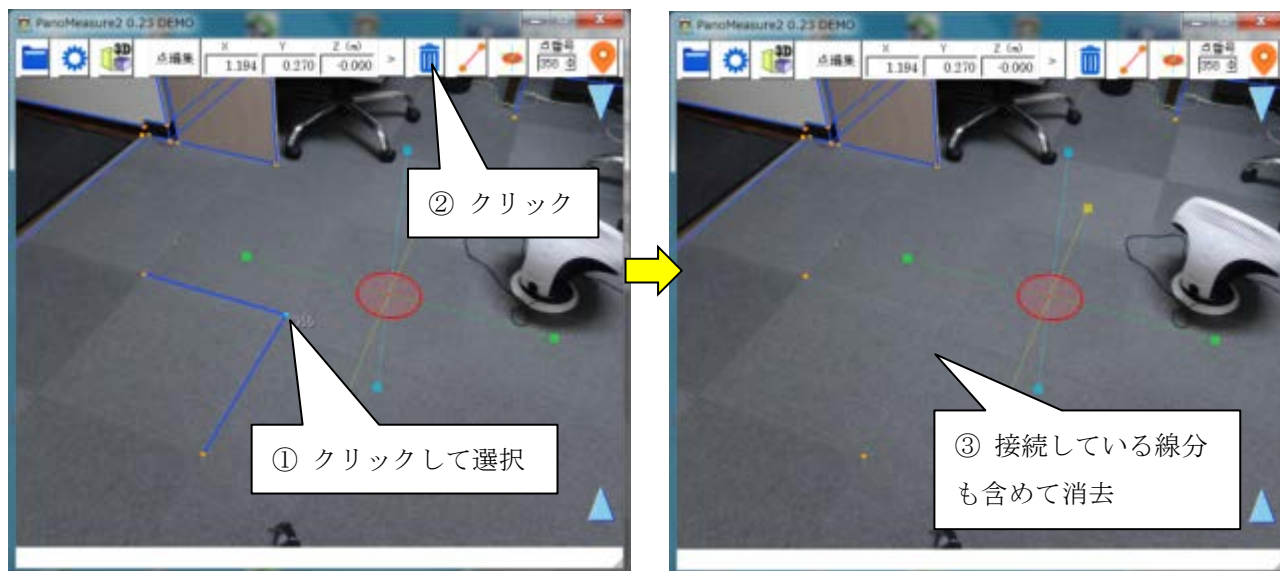 PanoMeasure2 0.23 DEMO
3D
点編集
X Y Z (m)
1.194 0.270 -0.000 >
点番号
358
② クリック
① クリックして選択
PanoMeasure2 0.23 DEMO
3D
点編集
X Y Z (m)
1.194 0.270 -0.000 >
点番号
358
③ 接続している線分
も含めて消去